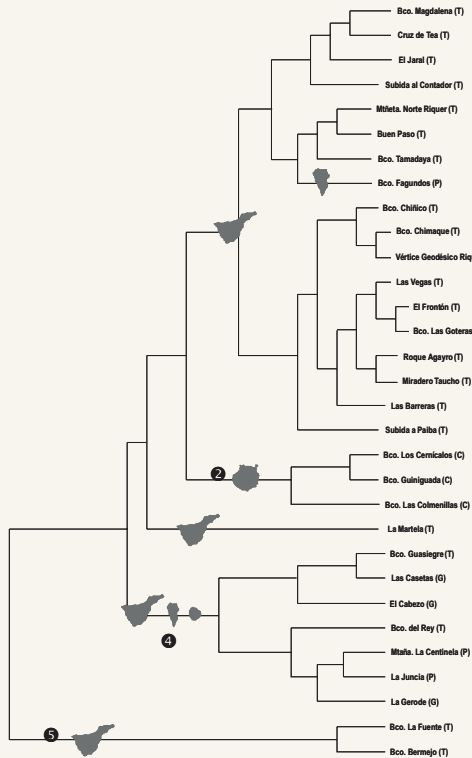 Bco. Magdalena (T)
Cruz de Tea (T)
El Jaral (T)
Subida al Contador (T)
Mtñeta. Norte Riquer (T)
Buen Paso (T)
Bco. Tamadaya (T)
Bco. Fagundos (P)
Bco. Chiñico (T)
Bco. Chimaque (T)
Vértice Geodésico Riq
Las Vegas (T)
El Frontón (T)
Bco. Las Goteras
Roque Agayro (T)
Miradero Taucho (T)
Las Barreras (T)
Subida a Paiba (T)
Bco. Los Cernícalos (C)
2
Bco. Guiniguada (C)
Bco. Las Colmenillas (C)
La Martela (T)
Bco. Guasiegre (T)
Las Casetas (G)
El Cabezo (G)
Bco. del Rey (T)
4
Mtaña. La Centinela (P)
La Juncia (P)
La Gerode (G)
Bco. La Fuente (T)
5
Bco. Bermejo (T)